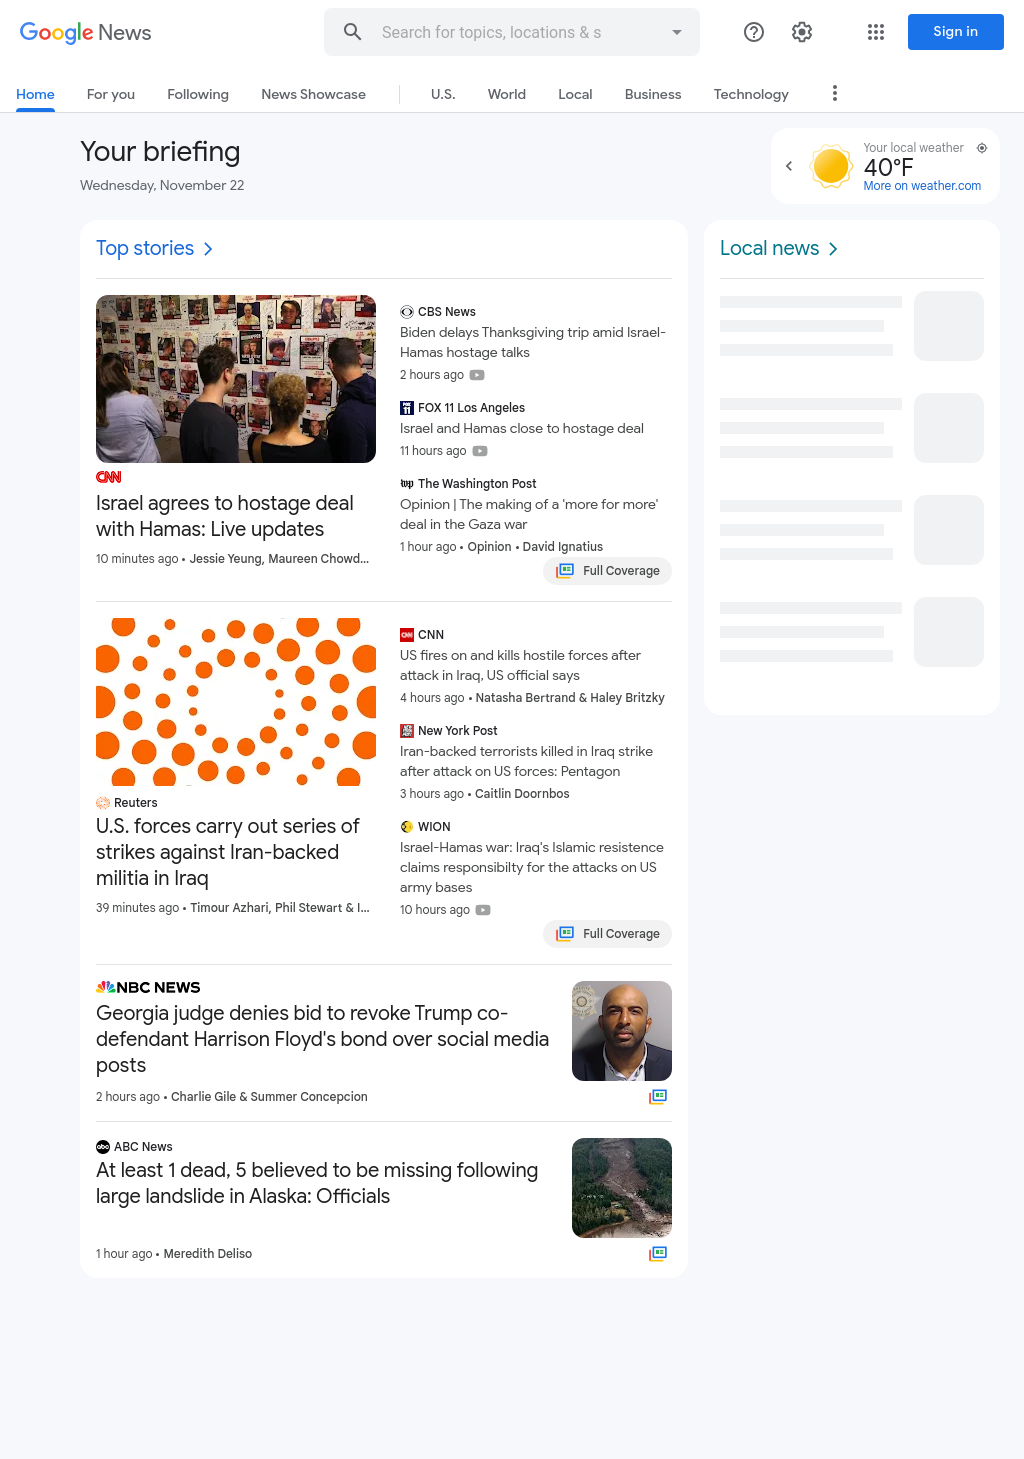 Google News
Search for topics, locations & s
Sign in
Home
For you
Following
News Showcase
U.S.
World
Local
Business
Technology
Your briefing
Wednesday, November 22
Your local weather
40°F
More on weather.com
Top stories
CNN
Israel agrees to hostage deal
with Hamas: Live updates
10 minutes ago • Jessie Yeung, Maureen Chowd...
CBS News
Biden delays Thanksgiving trip amid Israel-
Hamas hostage talks
2 hours ago
FOX 11 Los Angeles
Israel and Hamas close to hostage deal
11 hours ago
The Washington Post
Opinion | The making of a 'more for more'
deal in the Gaza war
1 hour ago • Opinion • David Ignatius
Full Coverage
Reuters
U.S. forces carry out series of
strikes against Iran-backed
militia in Iraq
39 minutes ago • Timour Azhari, Phil Stewart & I...
CNN
US fires on and kills hostile forces after
attack in Iraq, US official says
4 hours ago • Natasha Bertrand & Haley Britzky
New York Post
Iran-backed terrorists killed in Iraq strike
after attack on US forces: Pentagon
3 hours ago • Caitlin Doornbos
WION
Israel-Hamas war: Iraq's Islamic resistence
claims responsibilty for the attacks on US
army bases
10 hours ago
Full Coverage
NBC NEWS
Georgia judge denies bid to revoke Trump co-
defendant Harrison Floyd's bond over social media
posts
2 hours ago • Charlie Gile & Summer Concepcion
abc ABC News
At least 1 dead, 5 believed to be missing following
large landslide in Alaska: Officials
1 hour ago • Meredith Deliso
Local news